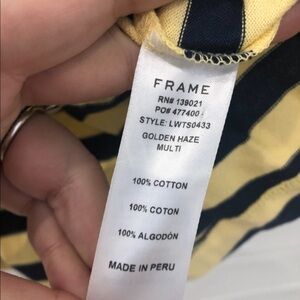 FRAME
RN# 139021
PO# 477400
STYLE: LWTS0433
GOLDEN HAZE
MULTI
100% COTTON
100% COTON
100% ALGODÓN
MADE IN PERU